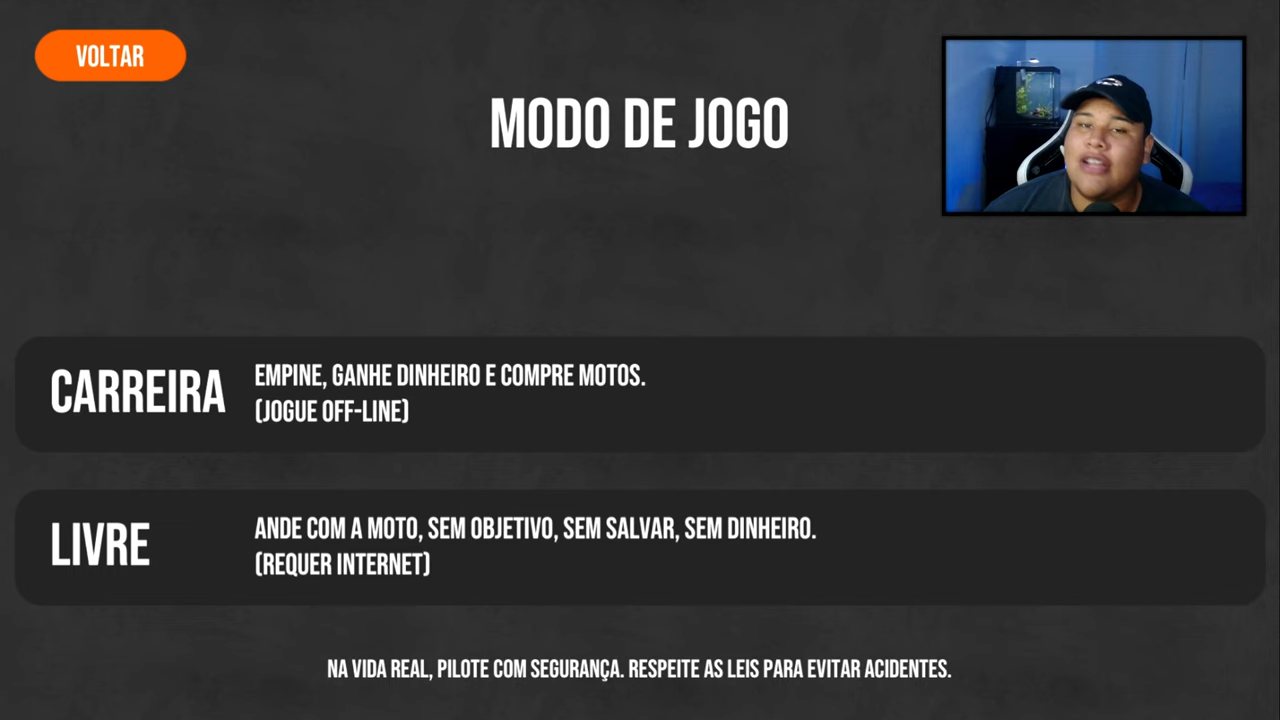 VOLTAR
MODO DE JOGO
CARREIRA
EMPINE, GANHE DINHEIRO E COMPRE MOTOS.
(JOGUE OFF-LINE)
LIVRE
ANDE COM A MOTO, SEM OBJETIVO, SEM SALVAR, SEM DINHEIRO.
(REQUER INTERNET)
NA VIDA REAL, PILOTE COM SEGURANÇA. RESPEITE AS LEIS PARA EVITAR ACIDENTES.